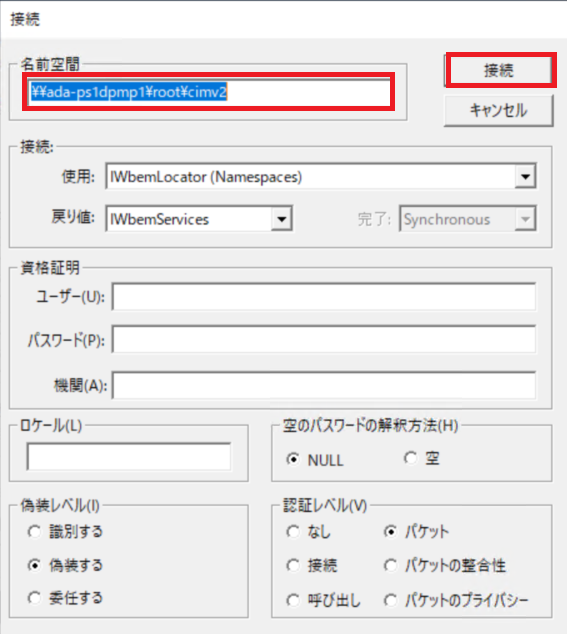 接続
名前空間
¥¥ada-ps1dpmp1¥root¥cimv2
接続
キャンセル
接続:
使用: IWbemLocator (Namespaces)
戻り値: IWbemServices 完了: Synchronous
資格証明
ユーザー(U):
パスワード(P):
機関(A):
ロケール(L)
空のパスワードの解釈方法(H)
NULL 空
偽装レベル(I)
識別する
偽装する
委任する
認証レベル(V)
なし パケット
接続 パケットの整合性
呼び出し パケットのプライバシー